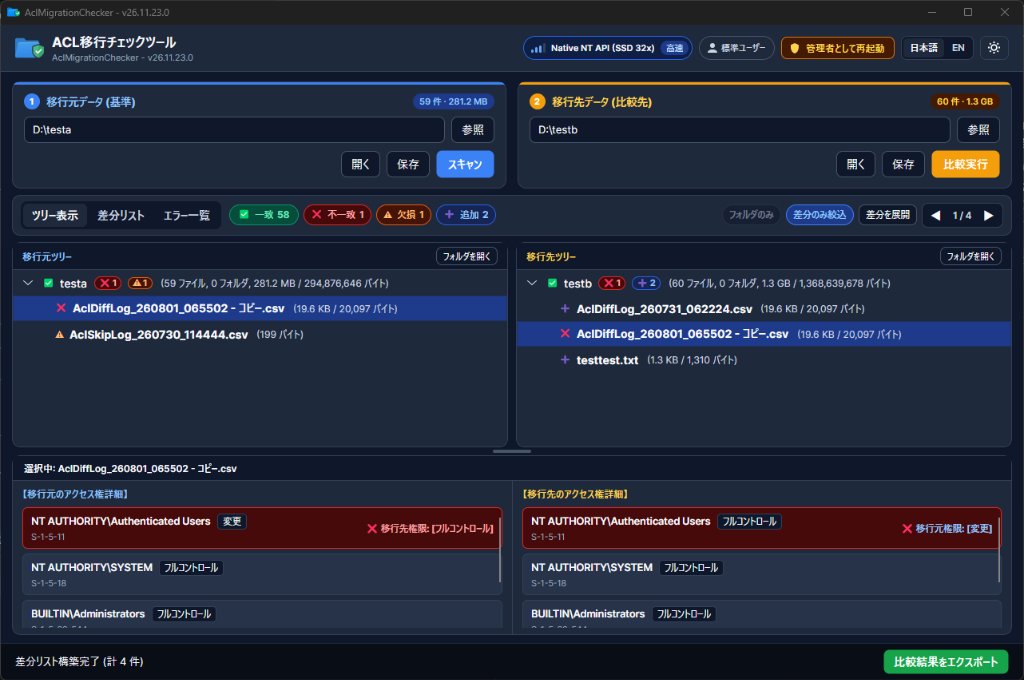 AclMigrationChecker - v26.11.23.0
ACL移行チェックツール
AclMigrationChecker - v26.11.23.0
Native NT API (SSD 32x) 高速
標準ユーザー
管理者として再起動
日本語 EN
1 移行元データ (基準)
59 件・281.2 MB
D:\testa
参照
開く 保存 スキャン
2 移行先データ (比較先)
60 件・1.3 GB
D:\testb
参照
開く 保存 比較実行
ツリー表示 差分リスト エラー一覧 一致 58 不一致 1 欠損 1 追加 2
フォルダのみ 差分のみ絞込 差分を展開 1 / 4
移行元ツリー
フォルダを開く
testa 1 1 (59 ファイル, 0 フォルダ, 281.2 MB / 294,876,646 バイト)
AclDiffLog_260801_065502 - コピー.csv (19.6 KB / 20,097 バイト)
AclSkipLog_260730_114444.csv (199 バイト)
移行先ツリー
フォルダを開く
testb 1 + 2 (60 ファイル, 0 フォルダ, 1.3 GB / 1,368,639,678 バイト)
AclDiffLog_260731_062224.csv (19.6 KB / 20,097 バイト)
AclDiffLog_260801_065502 - コピー.csv (19.6 KB / 20,097 バイト)
testtest.txt (1.3 KB / 1,310 バイト)
選択中: AclDiffLog_260801_065502 - コピー.csv
【移行元のアクセス権詳細】
NT AUTHORITY\Authenticated Users 変更
移行先権限: [フルコントロール]
S-1-5-11
NT AUTHORITY\SYSTEM フルコントロール
S-1-5-18
BUILTIN\Administrators フルコントロール
【移行先のアクセス権詳細】
NT AUTHORITY\Authenticated Users フルコントロール
移行元権限: [変更]
S-1-5-11
NT AUTHORITY\SYSTEM フルコントロール
S-1-5-18
BUILTIN\Administrators フルコントロール
差分リスト構築完了 (計 4 件)
比較結果をエクスポート